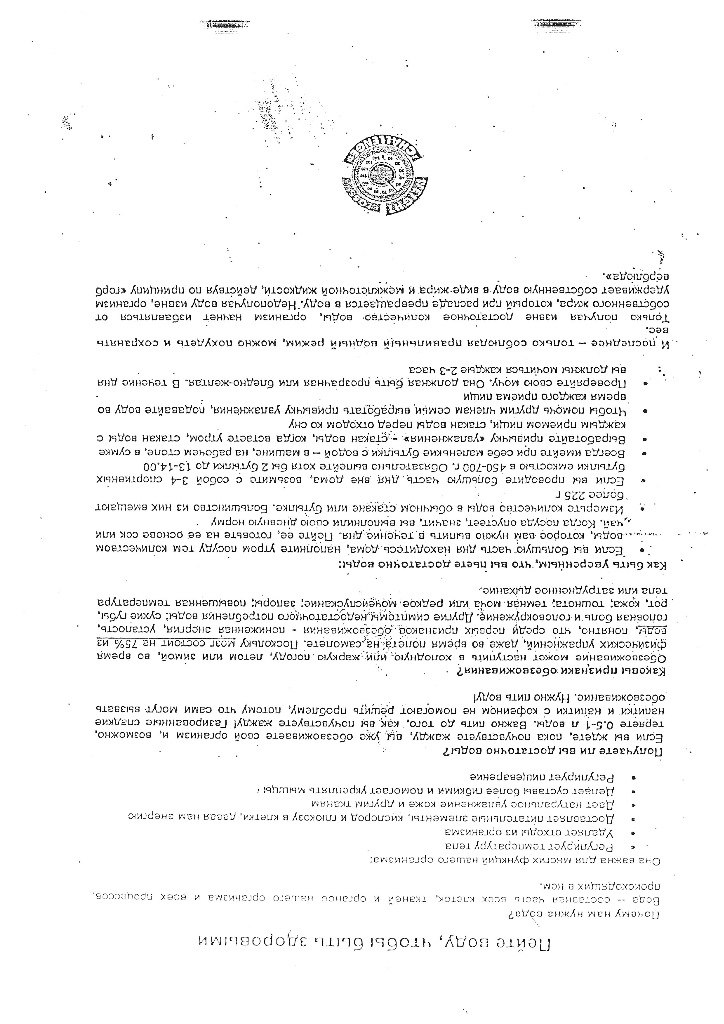 Пейте воду, чтобы быть здоровыми
Почему нам нужна вода?
Вода – составная часть всех клеток, тканей и органов нашего организма и всех процессов,
происходящих в нем.
Она важна для многих функций нашего организма:
• Регулирует температуру тела
• Удаляет отходы из организма
• Доставляет питательные элементы, кислород и глюкозу в клетки, давая нам энергию
• Дает натуральное увлажнение коже и другим тканям
• Делает суставы более гибкими и помогает укреплять мышцы
• Регулирует пищеварение
Получаете ли вы достаточно воды?
Если вы ждете, пока почувствуете жажду, вы уже обезвоживаете свой организм и, возможно,
теряете 0,5-1 л воды. Важно пить до того, как вы почувствуете жажду! Газированные сладкие
напитки и напитки с кофеином не помогают решить проблему, потому что сами могут вызвать
обезвоживание. Нужно пить воду!
Каковы признаки обезвоживания?
Обезвоживание может наступить в холодную или жаркую погоду, летом или зимой, во время
физических упражнений, даже во время полета на самолете. Поскольку мозг состоит на 75% из
воды, понятно, что среди первых признаков обезвоживания - пониженная энергия, усталость,
головная боль и головокружение. Другие симптомы недостаточного потребления воды: сухие губы,
рот, кожа; тошнота; темная моча или редкое мочеиспускание; запоры; повышенная температура
тела или затрудненное дыхание.
Как быть уверенным, что вы пьете достаточно воды:
• Если вы большую часть дня находитесь дома, наполните утром посуду тем количеством
воды, которое вам нужно выпить в течение дня. Пейте ее, готовьте на ее основе сок или
чай. Когда посуда опустеет, значит, вы выполнили свою дневную норму
• Измерьте количество воды в обычном стакане или бутылке. Большинство из них вмещают
более 225 г
• Если вы проводите большую часть дня вне дома, возьмите с собой 3-4 спортивных
бутылки емкостью в 450-700 г. Обязательно выпейте хотя бы 2 бутылки до 13-14.00
• Всегда имейте при себе маленькие бутылки с водой – в машине, на рабочем столе, в сумке
• Выработайте привычку «увлажнения» - стакан воды, когда встаете утром, стакан воды с
каждым приемом пищи, стакан воды перед отходом ко сну
• Чтобы помочь другим членам семьи выработать привычку увлажнения, подавайте воду во
время каждого приема пищи
• Проверяйте свою мочу. Она должна быть прозрачная или бледно-желтая. В течение дня
вы должны мочиться каждые 2-3 часа
И последнее – только соблюдая правильный водный режим, можно похудеть и сохранять
вес.
Только получая извне достаточное количество воды, организм начнет избавляться от
собственного жира, который при распаде превращается в воду. Недополучая воду извне, организм
удерживает собственную воду в виде жира и межклеточной жидкости, действуя по принципу «горб
верблюда».